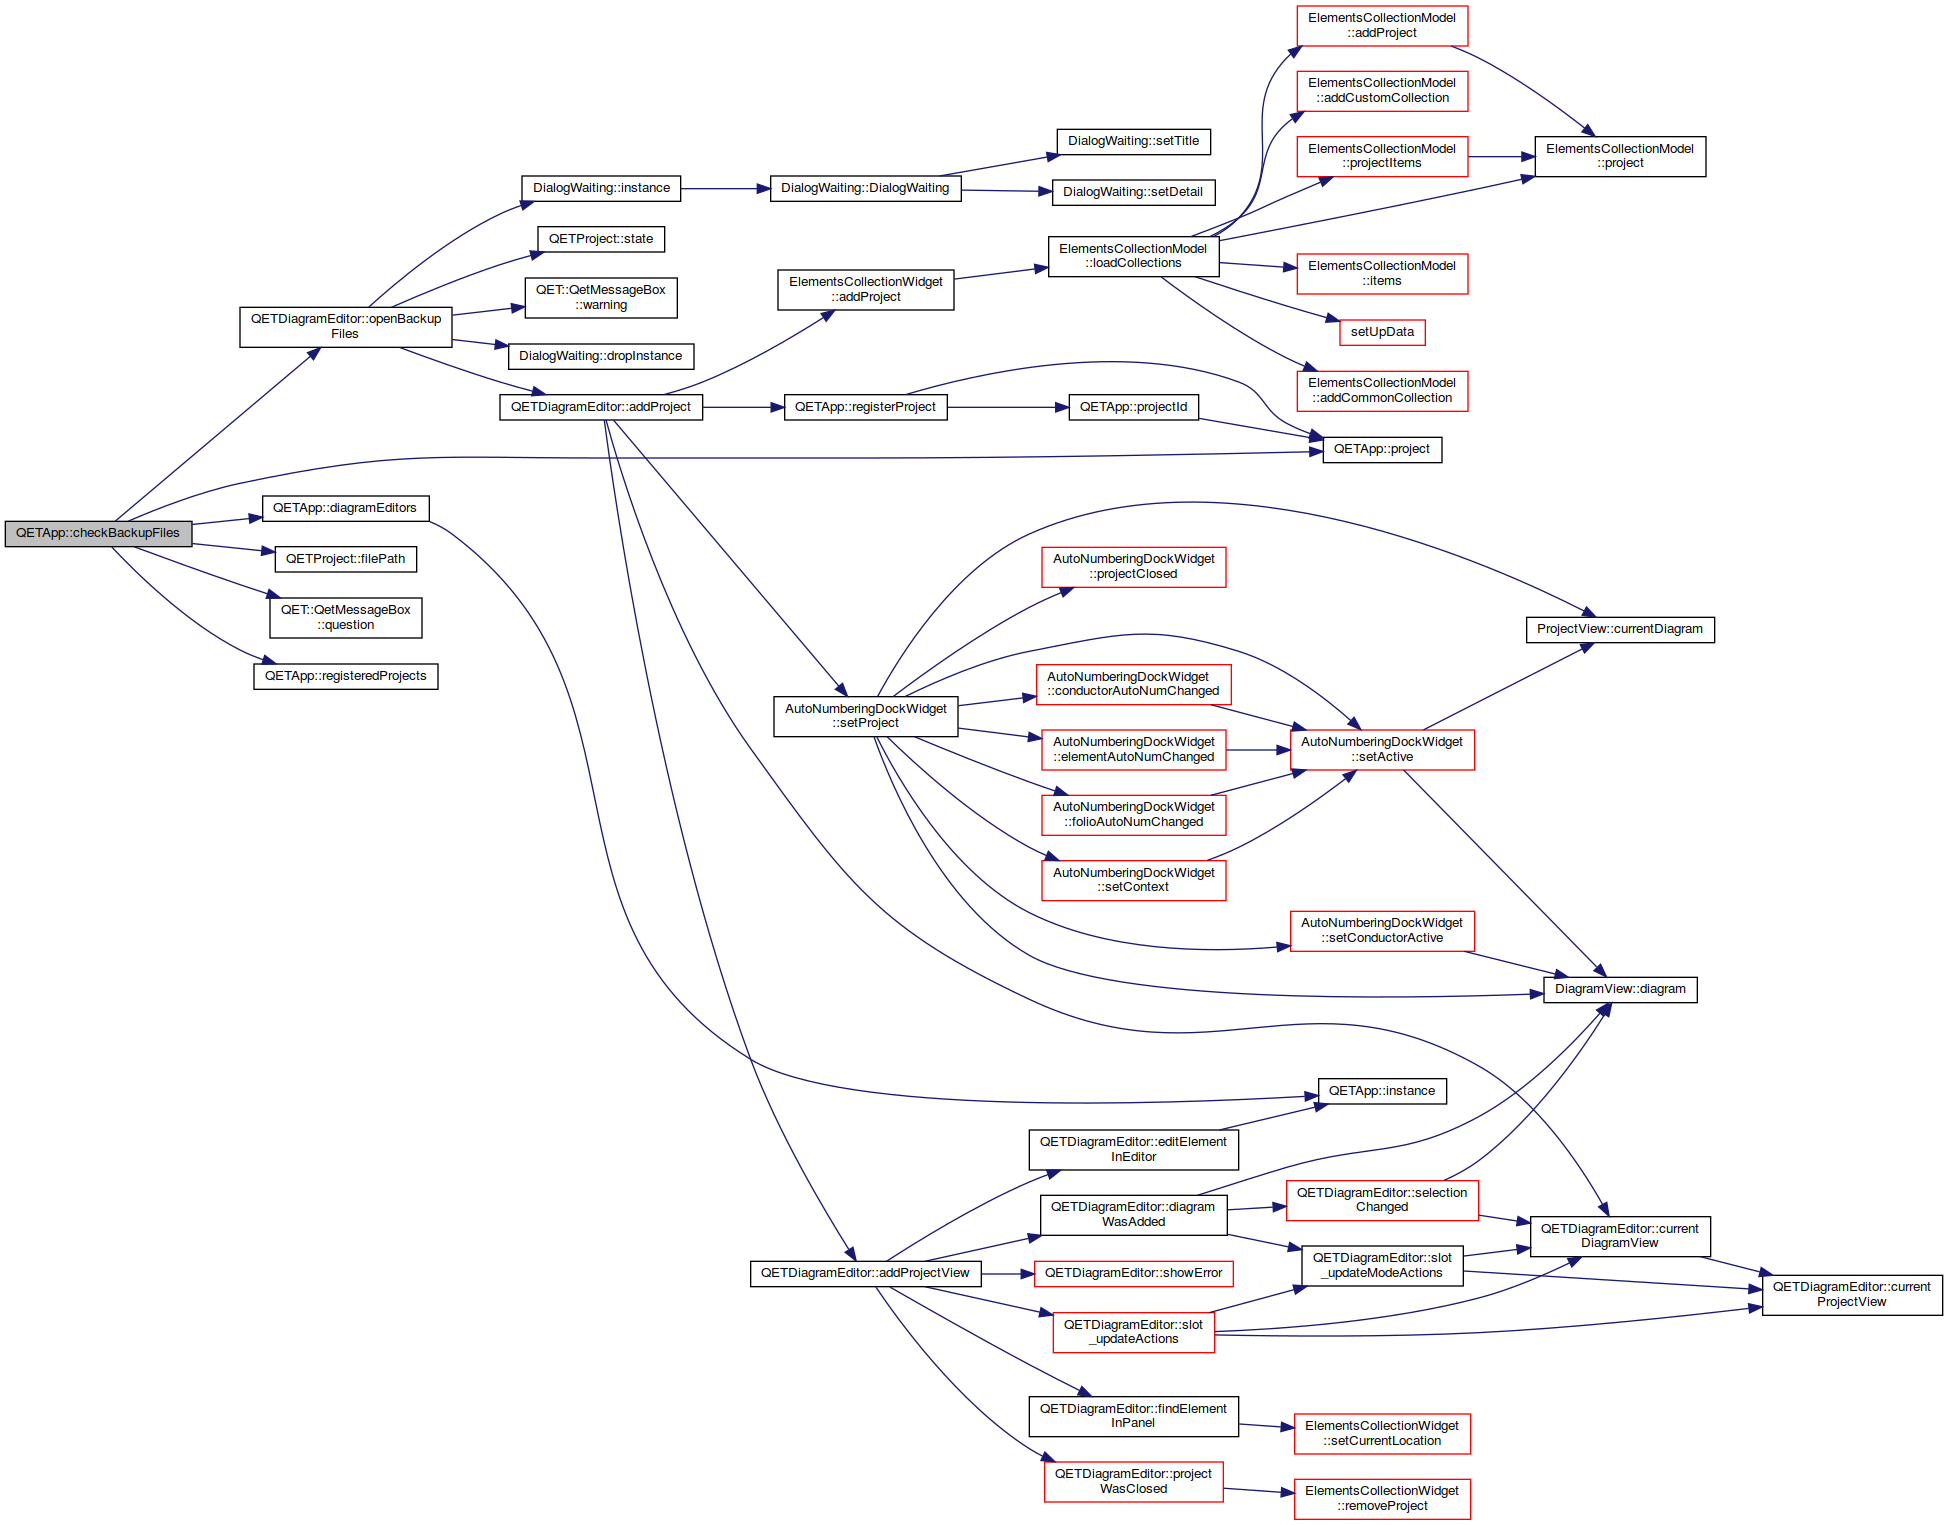 ElementsCollectionModel
::addProject
ElementsCollectionModel
::addCustomCollection
DialogWaiting::setTitle
ElementsCollectionModel
::projectItems
ElementsCollectionModel
::project
DialogWaiting::instance
DialogWaiting::DialogWaiting
DialogWaiting::setDetail
QETProject::state
ElementsCollectionModel
::loadCollections
ElementsCollectionModel
::items
ElementsCollectionWidget
::addProject
QET::QetMessageBox
::warning
QETDiagramEditor::openBackup
Files
setUpData
DialogWaiting::dropInstance
ElementsCollectionModel
::addCommonCollection
QETDiagramEditor::addProject
QETApp::registerProject
QETApp::projectId
QETApp::project
QETApp::diagramEditors
QETApp::checkBackupFiles
QETProject::filePath
QET::QetMessageBox
::question
QETApp::registeredProjects
AutoNumberingDockWidget
::projectClosed
ProjectView::currentDiagram
AutoNumberingDockWidget
::conductorAutoNumChanged
AutoNumberingDockWidget
::setProject
AutoNumberingDockWidget
::elementAutoNumChanged
AutoNumberingDockWidget
::setActive
AutoNumberingDockWidget
::folioAutoNumChanged
AutoNumberingDockWidget
::setContext
AutoNumberingDockWidget
::setConductorActive
DiagramView::diagram
QETApp::instance
QETDiagramEditor::editElement
InEditor
QETDiagramEditor::diagram
WasAdded
QETDiagramEditor::selection
Changed
QETDiagramEditor::current
DiagramView
QETDiagramEditor::addProjectView
QETDiagramEditor::showError
QETDiagramEditor::slot
_updateModeActions
QETDiagramEditor::current
ProjectView
QETDiagramEditor::slot
_updateActions
QETDiagramEditor::findElement
InPanel
ElementsCollectionWidget
::setCurrentLocation
QETDiagramEditor::project
WasClosed
ElementsCollectionWidget
::removeProject